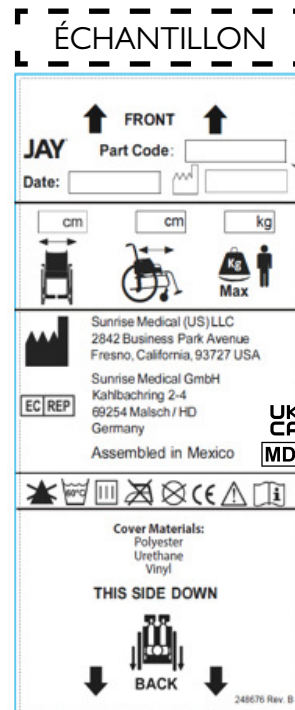 ÉCHANTILLON
FRONT
JAY Part Code:
Date:
cm cm kg
Kg
Max
Sunrise Medical (US) LLC
2842 Business Park Avenue
Fresno, California, 93727 USA
Sunrise Medical GmbH
Kahlbachring 2-4
69254 Malsch / HD
Germany
EC REP
UK
CA
Assembled in Mexico
MD
60°C CE
Cover Materials:
Polyester
Urethane
Vinyl
THIS SIDE DOWN
BACK
248676 Rev. B